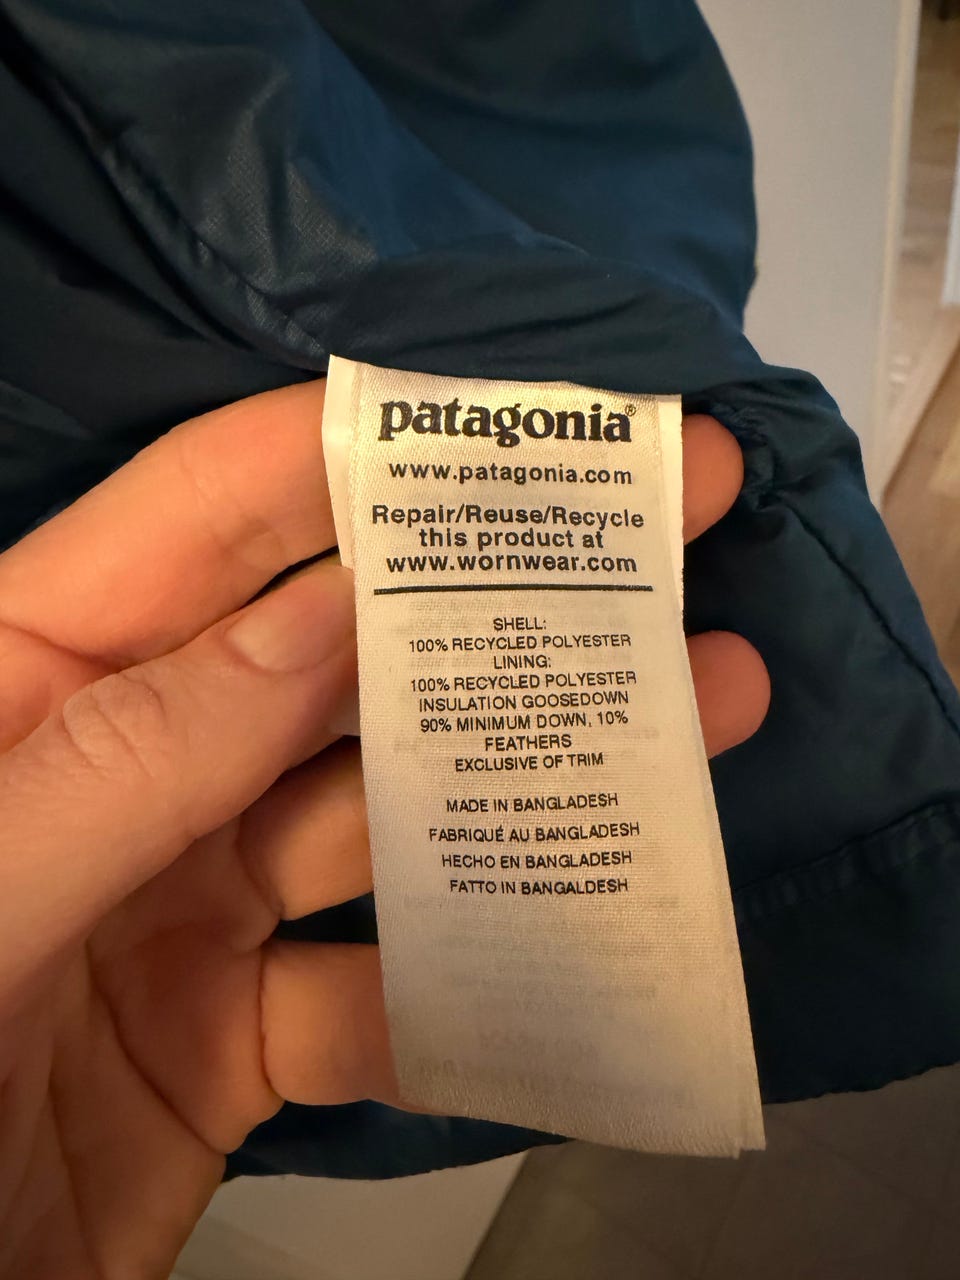 patagonia®
www.patagonia.com
Repair/Reuse/Recycle
this product at
www.wornwear.com
SHELL:
100% RECYCLED POLYESTER
LINING:
100% RECYCLED POLYESTER
INSULATION GOOSEDOWN
90% MINIMUM DOWN, 10%
FEATHERS
EXCLUSIVE OF TRIM
MADE IN BANGLADESH
FABRIQUÉ AU BANGLADESH
HECHO EN BANGLADESH
FATTO IN BANGALDESH